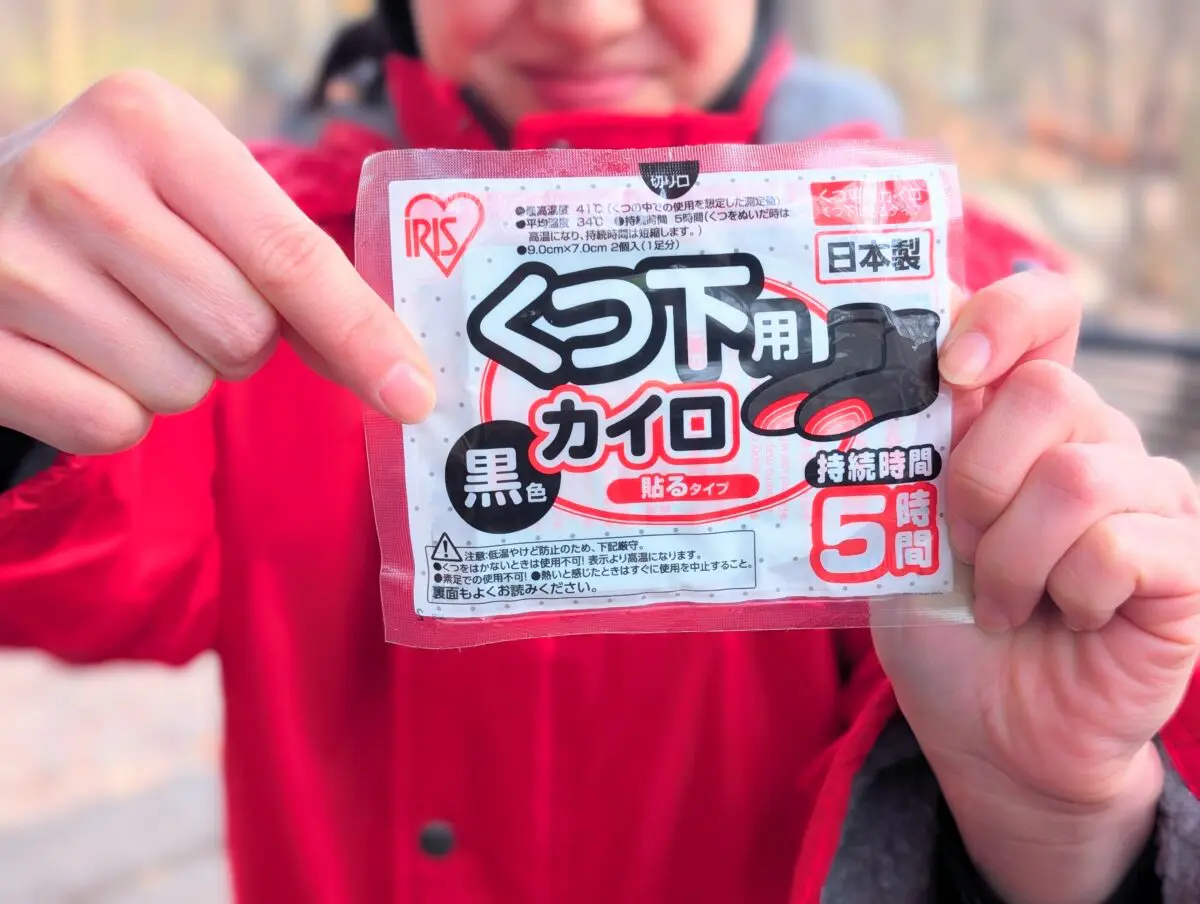 切り口
IRIS
●最高温度 41℃ (くつの中での使用を想定した測定値)
●平均温度 34℃ ●持続時間 5時間(くつをぬいだ時は
高温になり、持続時間は短縮します。)
●9.0cm×7.0cm 2個入(1足分)
日本製
くつ下用
カイロ
黒色
貼るタイプ
持続時間
5時間
注意:低温やけど防止のため、下記厳守。
●くつをはかないときは使用不可! 表示より高温になります。
●素足での使用不可! ●熱いと感じたときはすぐに使用を中止すること。
裏面もよくお読みください。